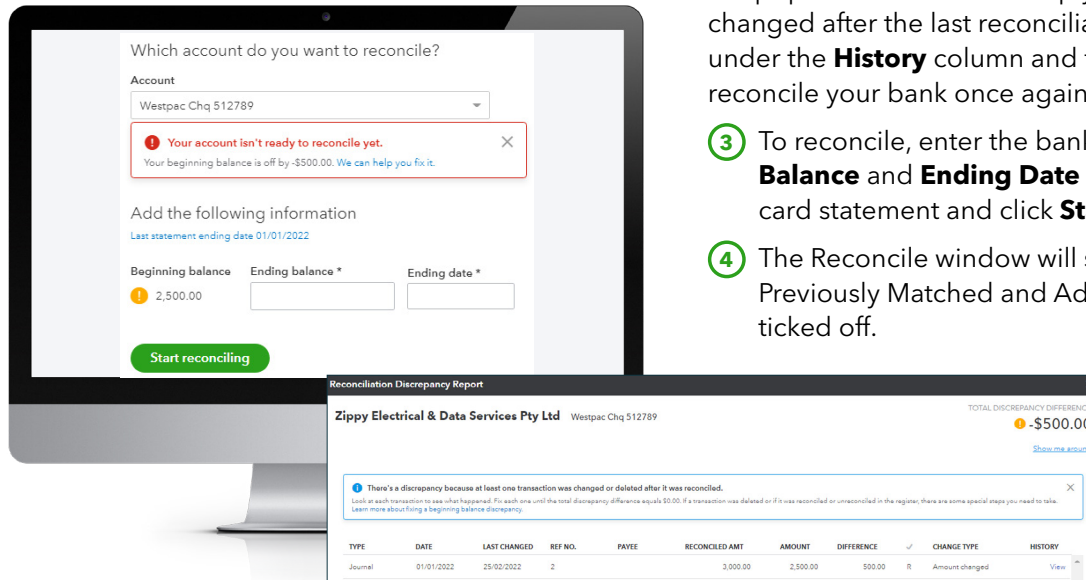 Which account do you want to reconcile?
Account
Westpac Chq 512789
Your account isn't ready to reconcile yet.
Your beginning balance is off by -$500.00. We can help you fix it.
Add the following information
Last statement ending date 01/01/2022
Beginning balance Ending balance * Ending date *
2,500.00
Start reconciling
changed after the last
under the History column and
reconcile your bank once again
3 To reconcile, enter the
Balance and Ending Date
card statement and click
4 The Reconcile window will
Previously Matched and
ticked off.
Reconciliation Discrepancy Report
Zippy Electrical & Data Services Pty Ltd Westpac Chq 512789
TOTAL DISCREPANCY
-$500.00
Show me
There's a discrepancy because at least one transaction was changed or deleted after it was reconciled.
Look at each transaction to see what happened. Fix each one until the total discrepancy difference equals $0.00. If a transaction was deleted or if it was reconciled or unreconciled in the register, there are some special steps you need to take.
Learn more about fixing a beginning balance discrepancy.
TYPE DATE LAST CHANGED REF NO. PAYEE RECONCILED AMT AMOUNT DIFFERENCE ✓ CHANGE TYPE HISTORY
Journal 01/01/2022 25/02/2022 2 3,000.00 2,500.00 500.00 R Amount changed View